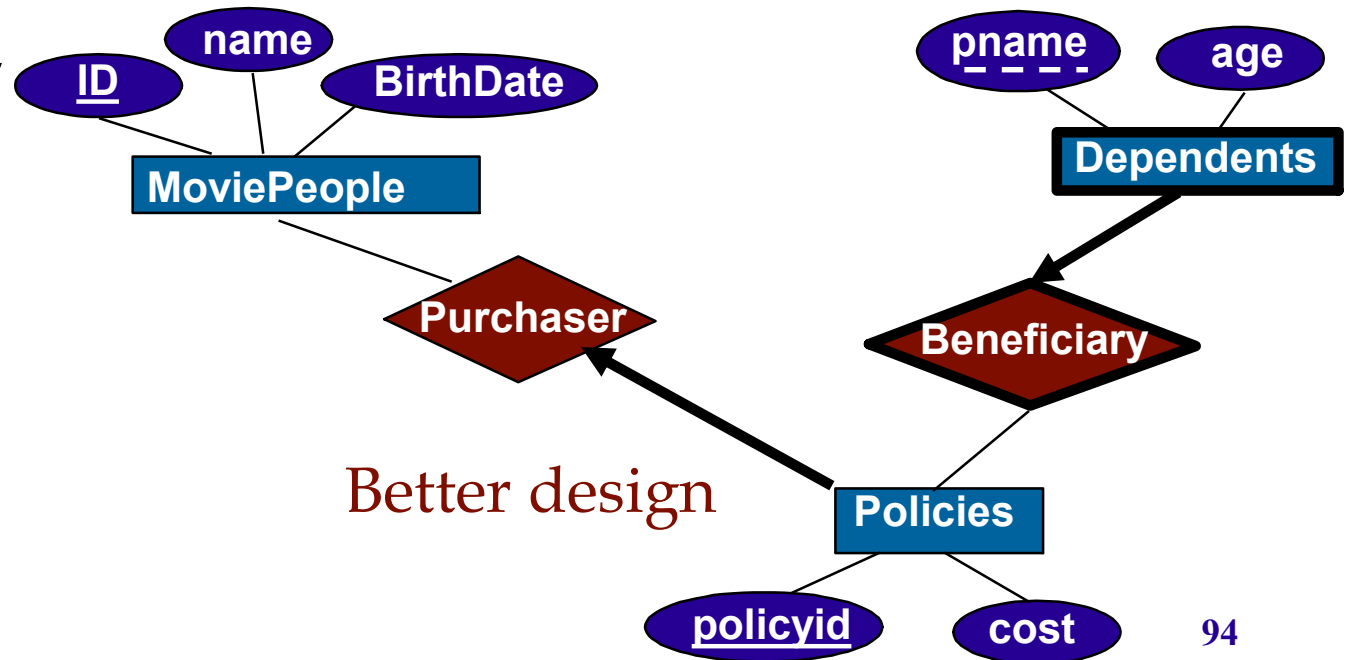 name
ID
BirthDate
MoviePeople
pname
age
Dependents
Purchaser
Beneficiary
Better design
Policies
policyid
cost
94